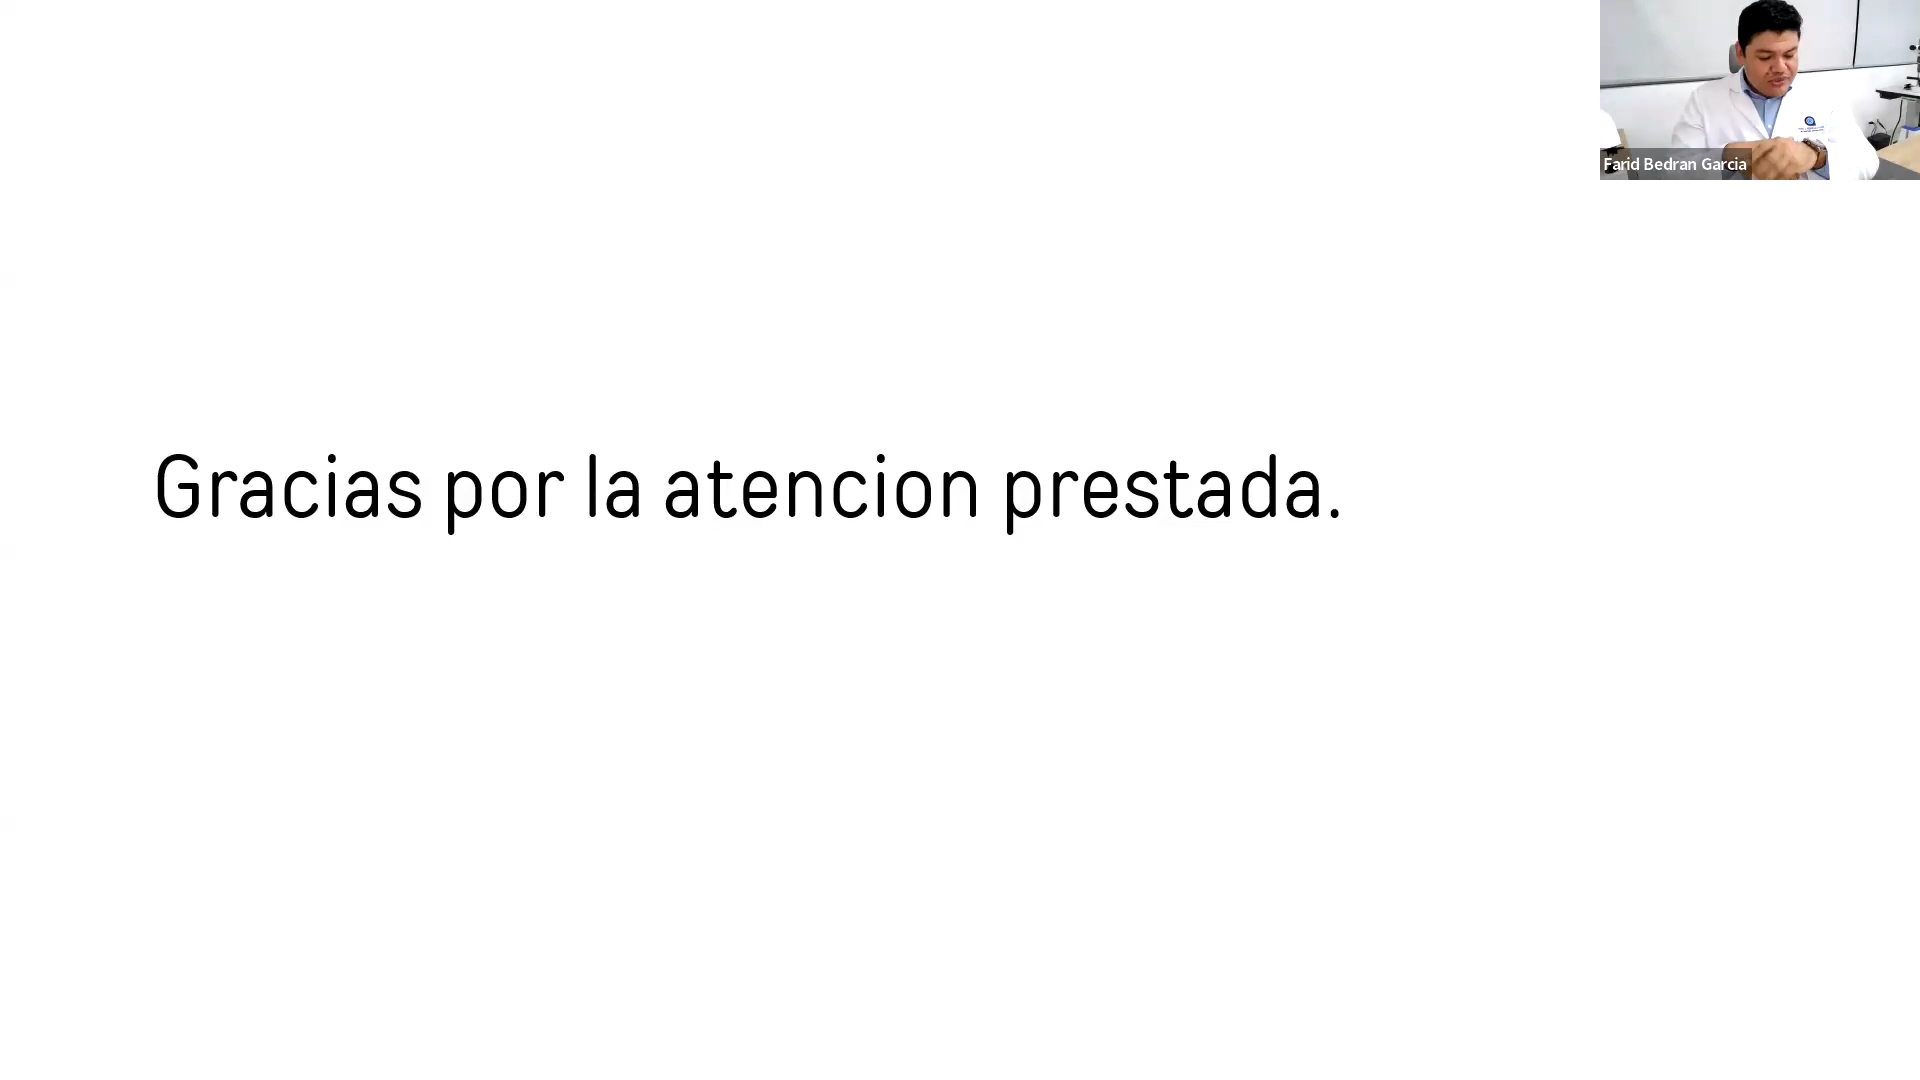 Farid Bedran Garcia
Gracias por la atencion prestada.